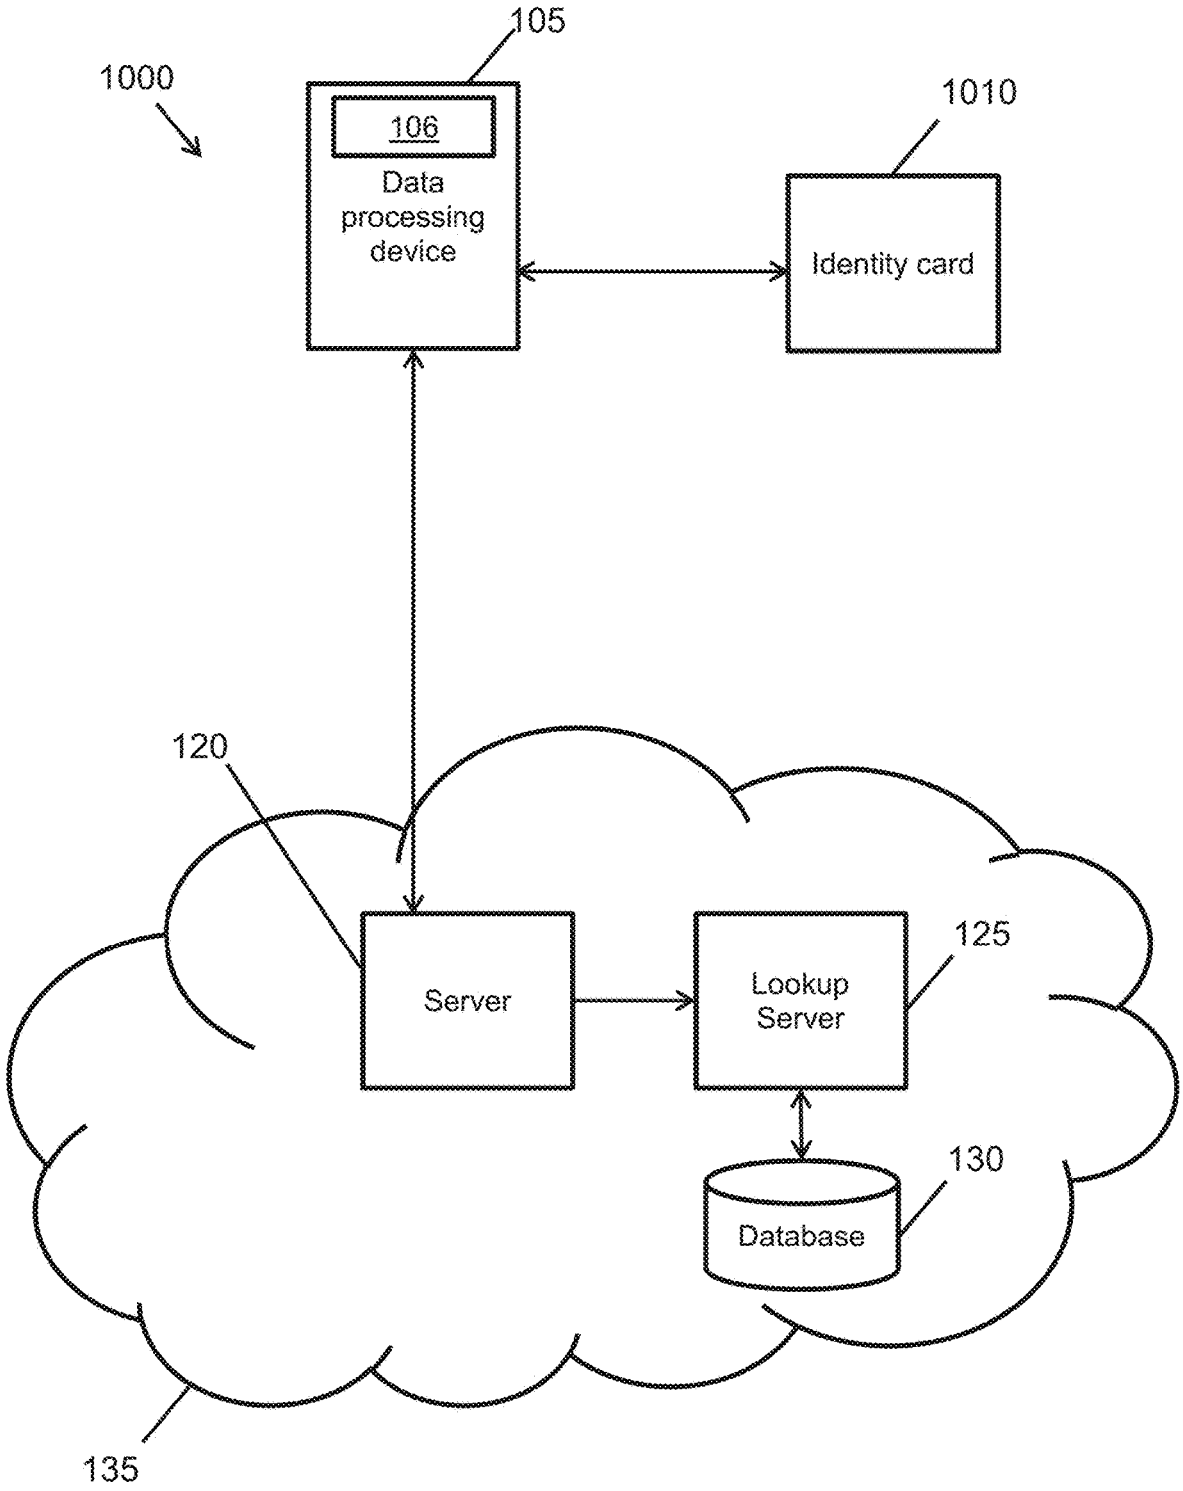 105
1000
1010
106
Data
processing
device
Identity card
120
125
Server
Lookup
Server
130
Database
135